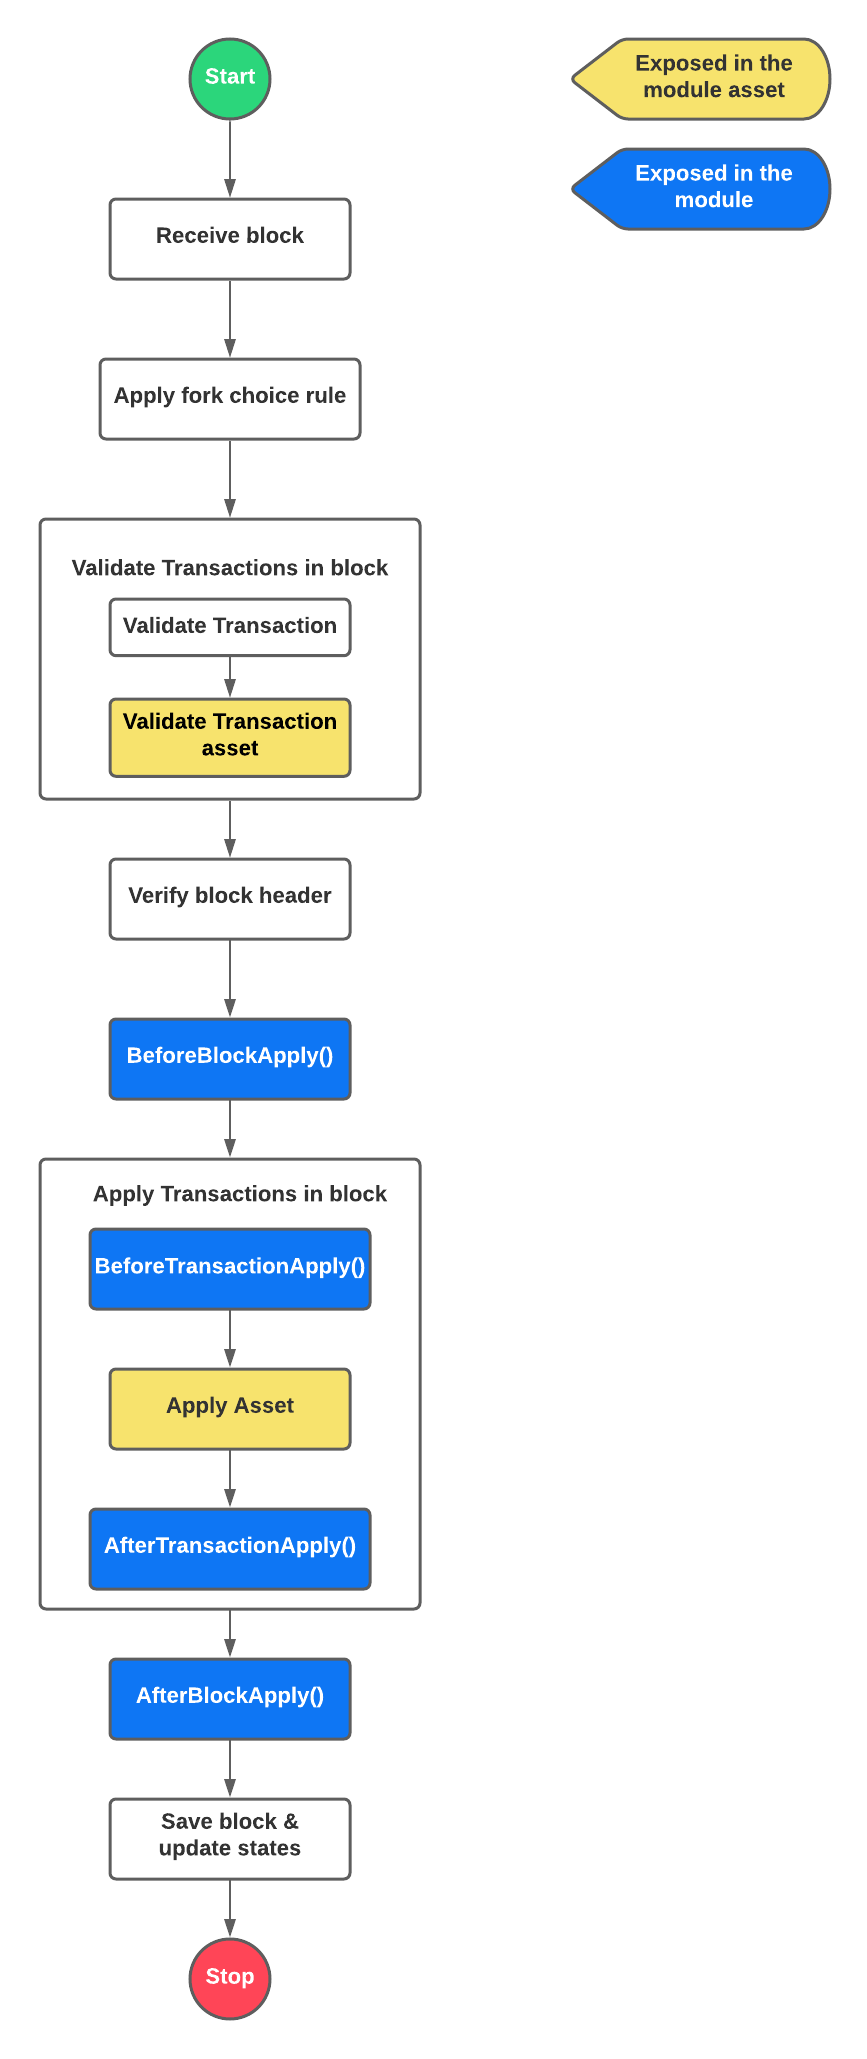 Start
Exposed in the
module asset
Exposed in the
module
Receive block
Apply fork choice rule
Validate Transactions in block
Validate Transaction
Validate Transaction
asset
Verify block header
BeforeBlockApply()
Apply Transactions in block
BeforeTransactionApply()
Apply Asset
AfterTransactionApply()
AfterBlockApply()
Save block &
update states
Stop